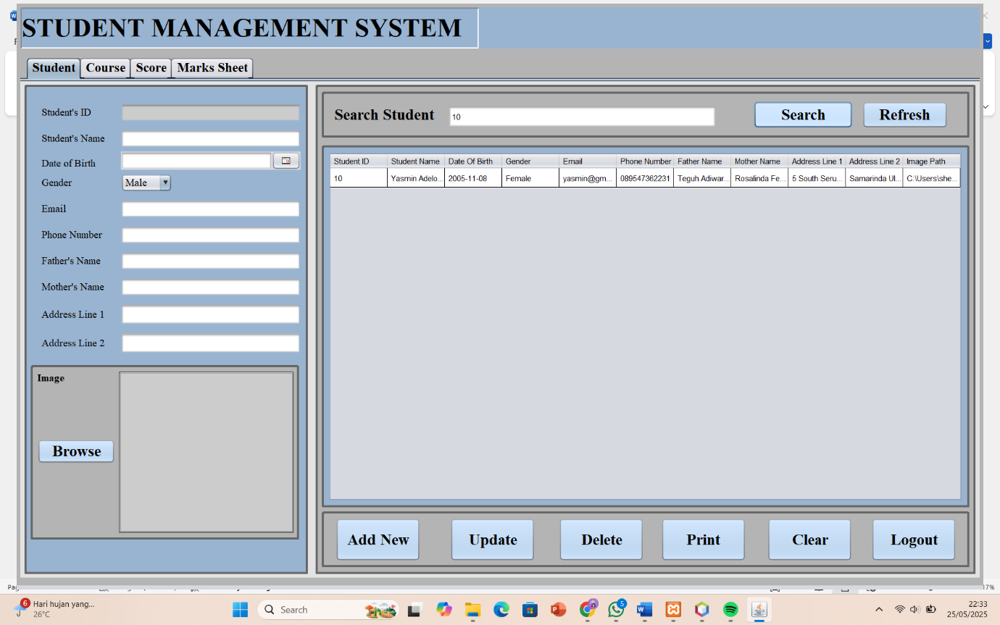 STUDENT MANAGEMENT SYSTEM
Student Course Score Marks Sheet
Student's ID
Student's Name
Date of Birth
Gender Male
Email
Phone Number
Father's Name
Mother's Name
Address Line 1
Address Line 2
Image
Browse
Search Student 10 Search Refresh
Student ID Student Name Date Of Birth Gender Email Phone Number Father Name Mother Name Address Line 1 Address Line 2 Image Path
10 Yasmin Adelo... 2005-11-08 Female yasmin@gm... 089547362231 Teguh Adiwar... Rosalinda Fe... 5 South Seru... Samarinda Ul... C:\Users\she...
Add New Update Delete Print Clear Logout
17%
6 Hari hujan yang...
26°C
Search
5
22:33
25/05/2025